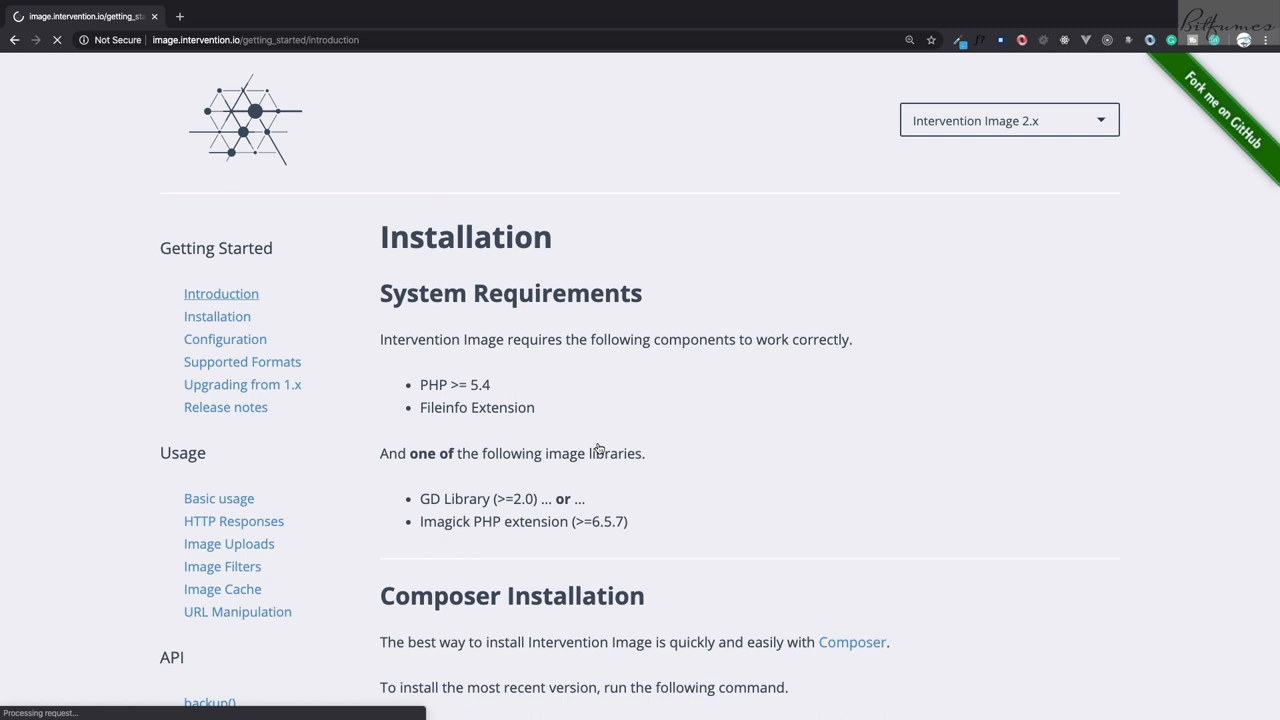 image.intervention.io/getting_sta
Bitfumes
Not Secure
image.intervention.io/getting_started/introduction
Fork me on GitHub
Intervention Image 2.x
Getting Started
Introduction
Installation
Configuration
Supported Formats
Upgrading from 1.x
Release notes
Usage
Basic usage
HTTP Responses
Image Uploads
Image Filters
Image Cache
URL Manipulation
API
backup()
Installation
System Requirements
Intervention Image requires the following components to work correctly.
• PHP >= 5.4
• Fileinfo Extension
And one of the following image libraries.
• GD Library (>=2.0) ... or ...
• Imagick PHP extension (>=6.5.7)
Composer Installation
The best way to install Intervention Image is quickly and easily with Composer.
To install the most recent version, run the following command.
Processing request...